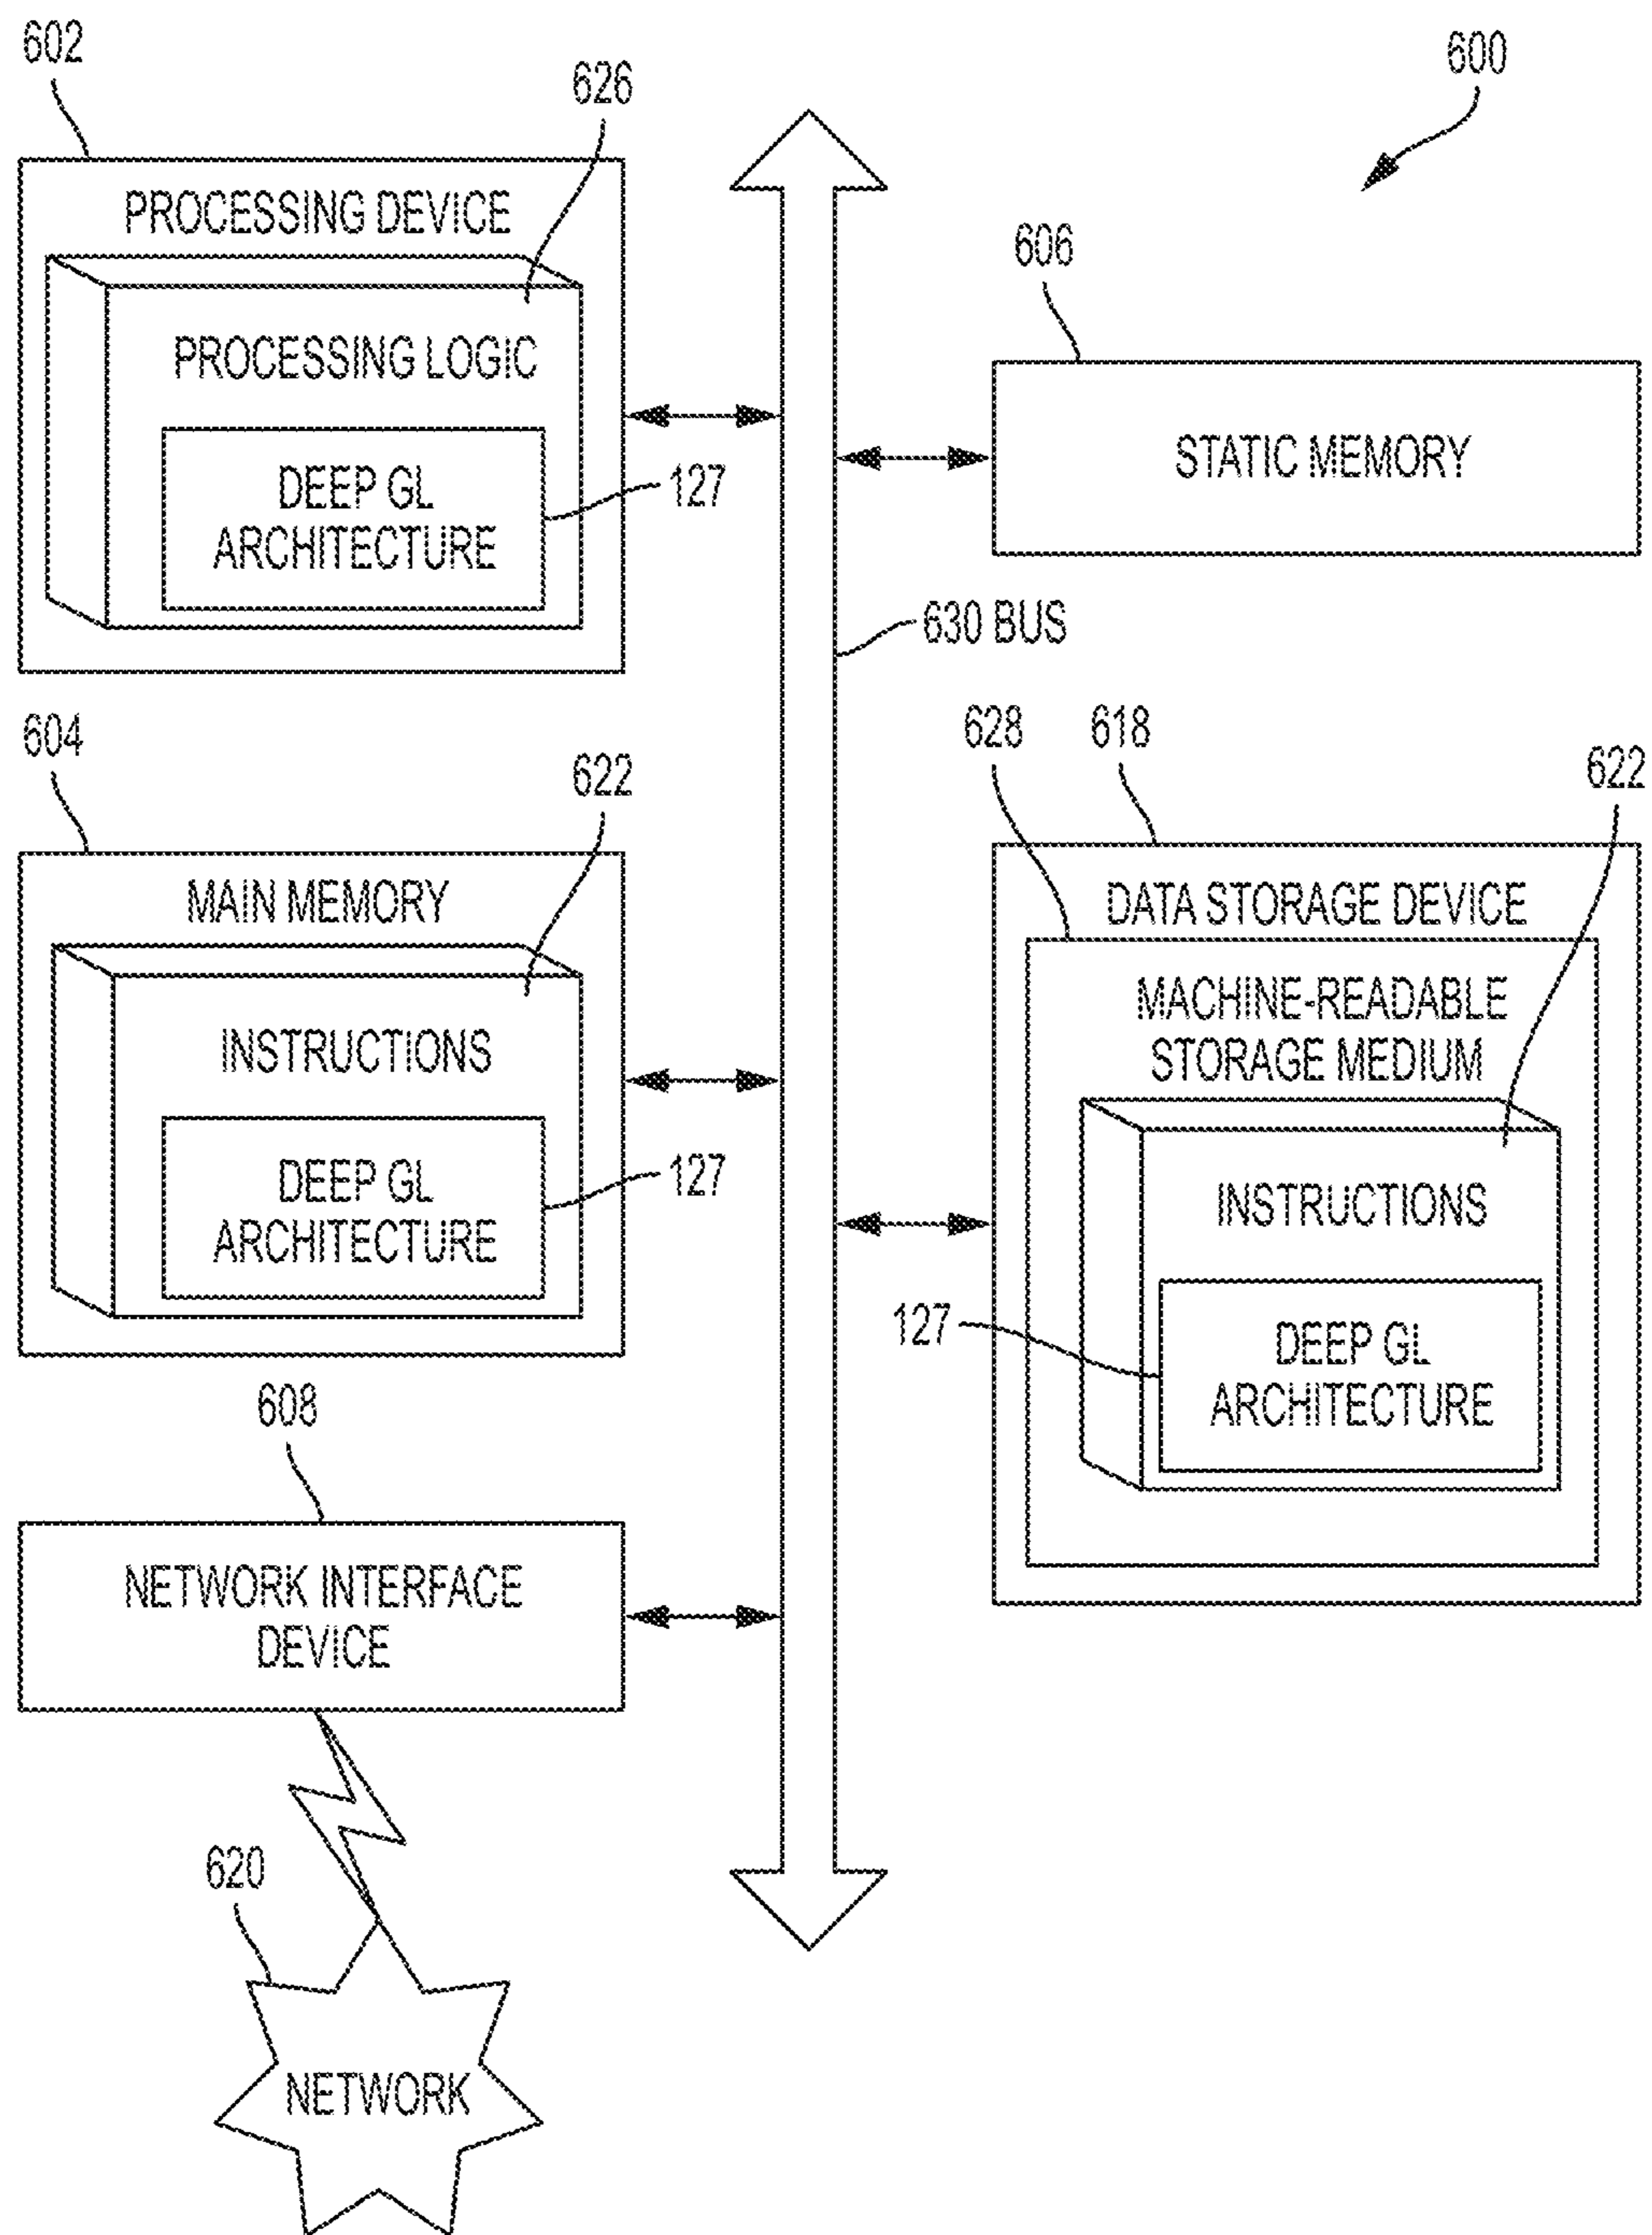 602
626
600
PROCESSING DEVICE
PROCESSING LOGIC
DEEP GL
ARCHITECTURE
127
606
STATIC MEMORY
630 BUS
604
622
MAIN MEMORY
INSTRUCTIONS
DEEP GL
ARCHITECTURE
127
628
618
622
DATA STORAGE DEVICE
MACHINE-READABLE
STORAGE MEDIUM
INSTRUCTIONS
127
DEEP GL
ARCHITECTURE
608
NETWORK INTERFACE
DEVICE
620
NETWORK